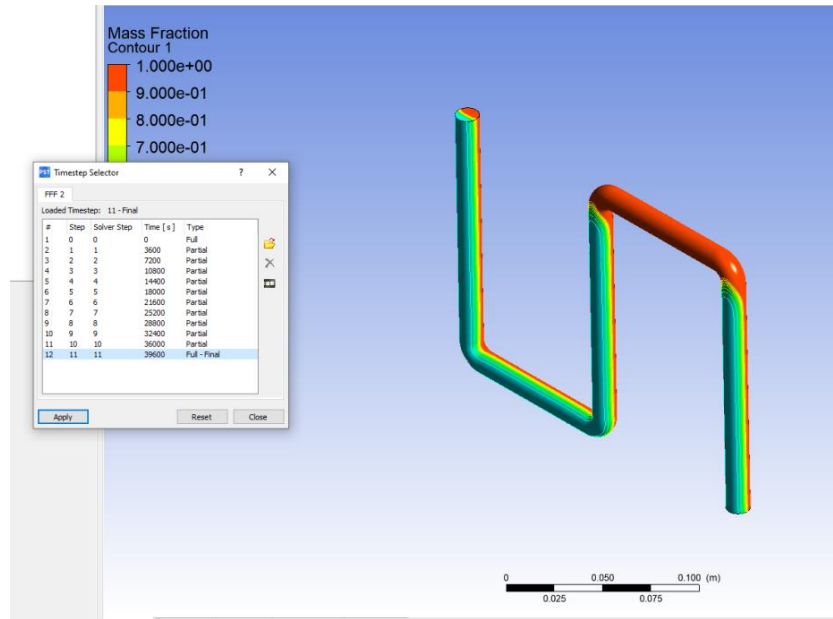 Mass Fraction
Contour 1
1.000e+00
9.000e-01
8.000e-01
7.000e-01
PST Timestep Selector ? ×
FFF 2
Loaded Timestep: 11 - Final
# Step Solver Step Time [ s ] Type
1 0 0 0 Full
2 1 1 3600 Partial
3 2 2 7200 Partial
4 3 3 10800 Partial
5 4 4 14400 Partial
6 5 5 18000 Partial
7 6 6 21600 Partial
8 7 7 25200 Partial
9 8 8 28800 Partial
10 9 9 32400 Partial
11 10 10 36000 Partial
12 11 11 39600 Full - Final
Apply Reset Close
0 0.050 0.100 (m)
0.025 0.075